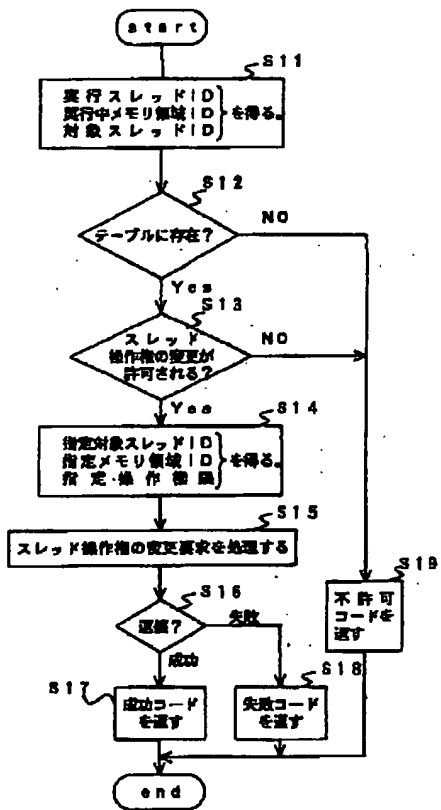 start
S11
実行スレッドID
実行中メモリ領域ID
対象スレッドID
を得る。
S12
テーブルに存在?
NO
Yes
S13
スレッド
操作権の変更が
許可される?
NO
Yes
S14
指定対象スレッドID
指定メモリ領域ID
指定操作権限
を得る。
S15
スレッド操作権の変更要求を処理する
S16
返績?
失敗
成功
S17
成功コード
を返す
S18
失敗コード
を返す
S19
不許可
コードを
返す
end